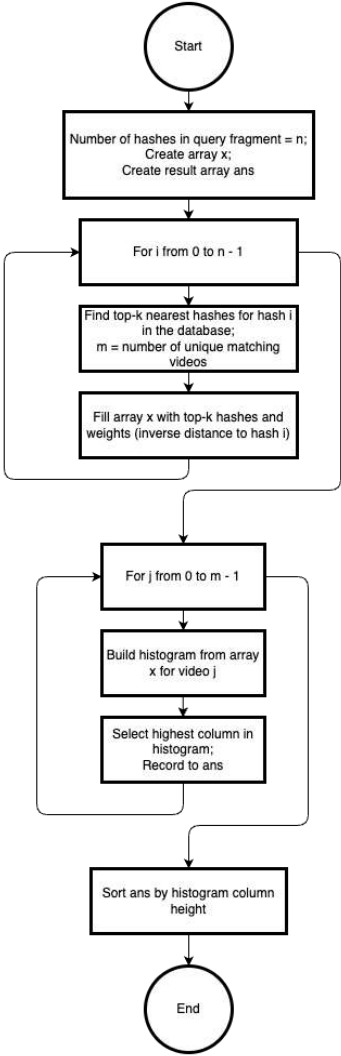 Start
Number of hashes in query fragment = n;
Create array x;
Create result array ans
For i from 0 to n - 1
Find top-k nearest hashes for hash i
in the database;
m = number of unique matching
videos
Fill array x with top-k hashes and
weights (inverse distance to hash i)
For j from 0 to m - 1
Build histogram from array
x for video j
Select highest column in
histogram;
Record to ans
Sort ans by histogram column
height
End